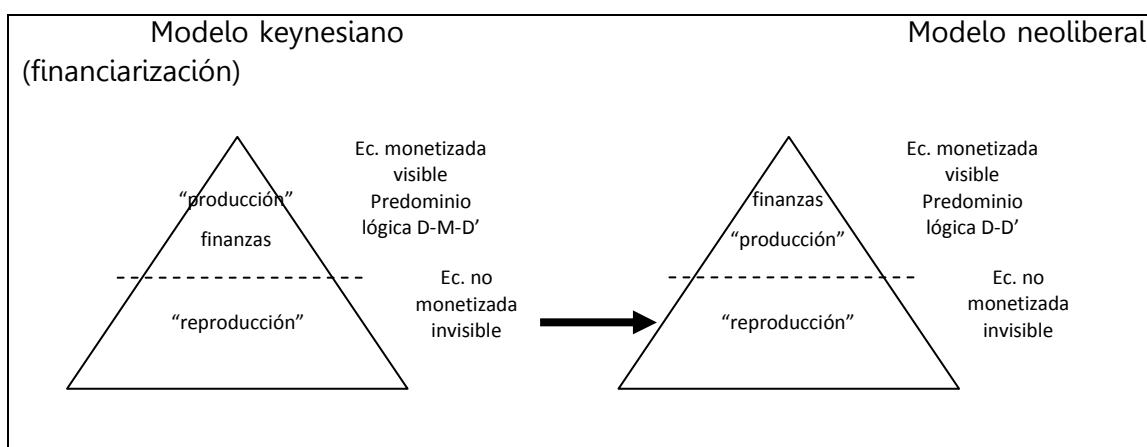 Modelo keynesiano Modelo neoliberal
(financiarización)
“producción”
finanzas
“reproducción”
Ec. monetizada
visible
Predominio
lógica D-M-D’
Ec. no
monetizada
invisible
finanzas
“producción”
“reproducción”
Ec. monetizada
visible
Predominio
lógica D-D’
Ec. no
monetizada
invisible